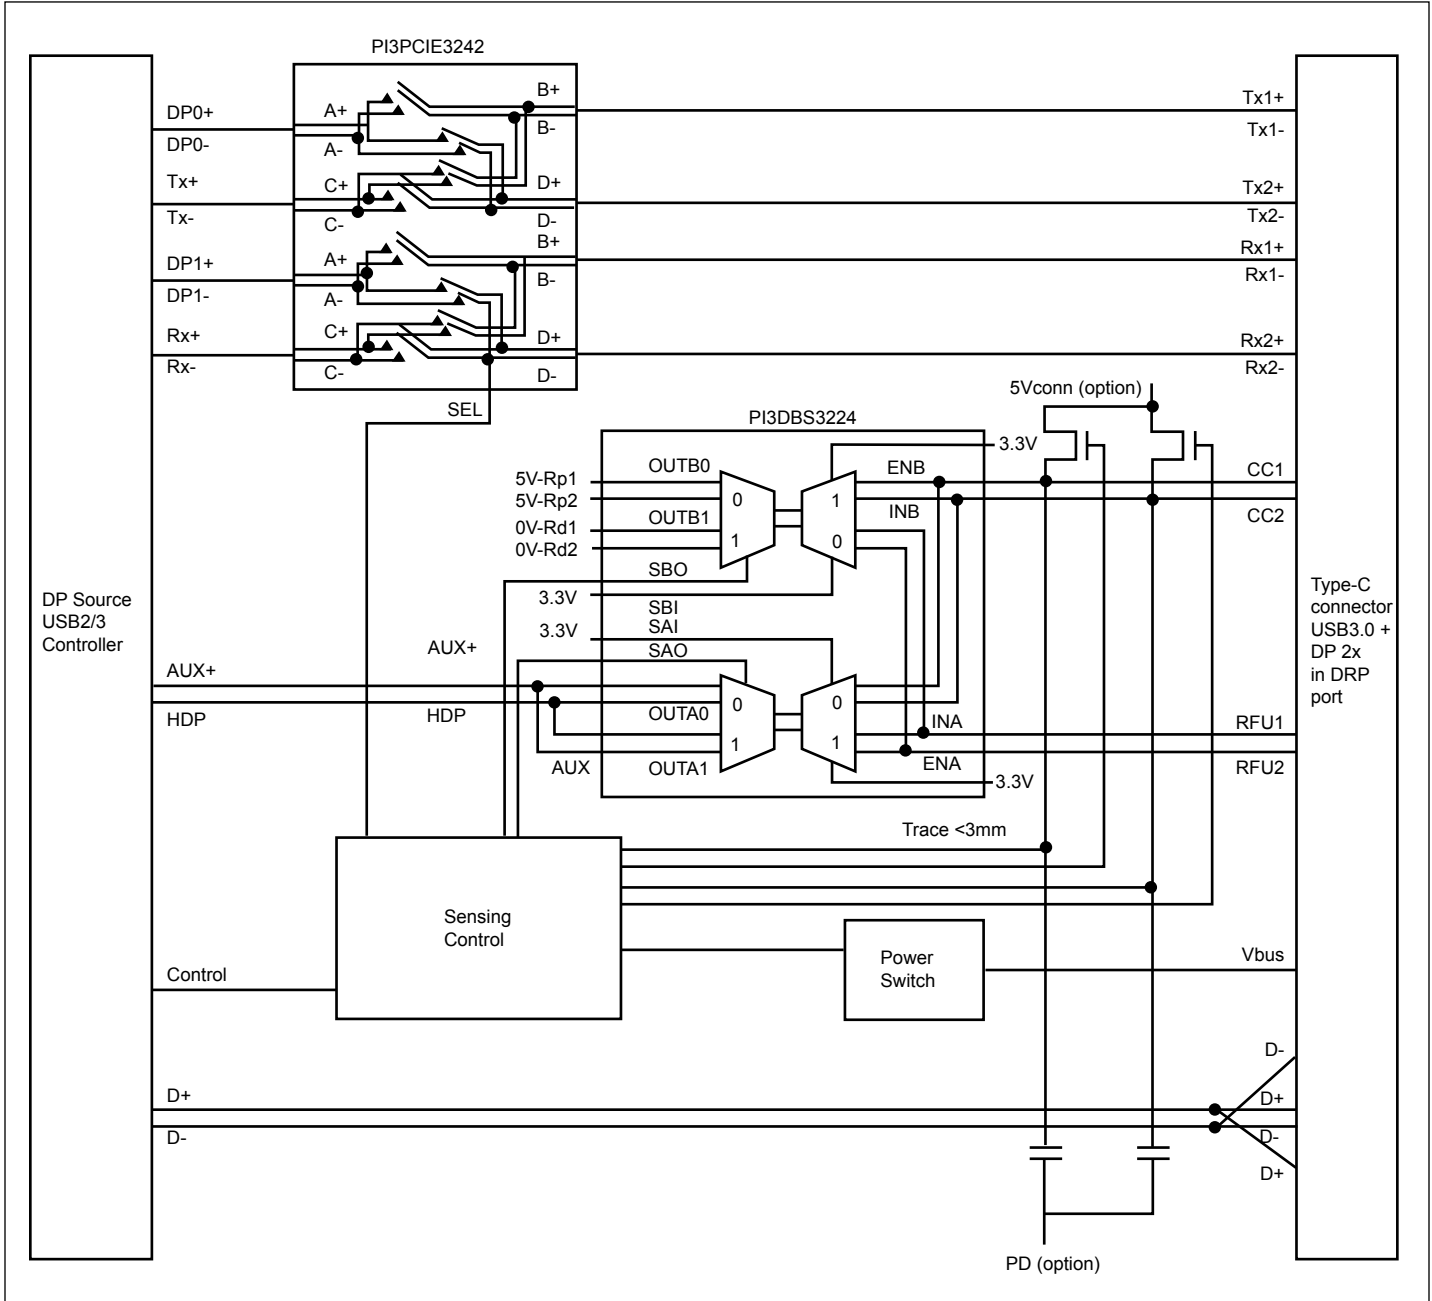 PI3PCIE3242
DP0+
DP0-
Tx+
Tx-
DP1+
DP1-
Rx+
Rx-
A+
A-
C+
C-
A+
A-
C+
C-
B+
B-
D+
D-
B+
B-
D+
D-
SEL
Tx1+
Tx1-
Tx2+
Tx2-
Rx1+
Rx1-
Rx2+
Rx2-
5Vconn (option)
PI3DBS3224
3.3V
5V-Rp1
5V-Rp2
0V-Rd1
0V-Rd2
OUTB0
OUTB1
SBO
0
1
1
0
ENB
INB
CC1
CC2
3.3V
3.3V
SBI
SAI
SAO
AUX+
HDP
AUX+
HDP
AUX
OUTA0
OUTA1
0
1
0
1
INA
ENA
3.3V
RFU1
RFU2
DP Source
USB2/3
Controller
Type-C
connector
USB3.0 +
DP 2x
in DRP
port
Trace <3mm
Sensing
Control
Power
Switch
Control
Vbus
D+
D-
D-
D+
D-
D+
PD (option)